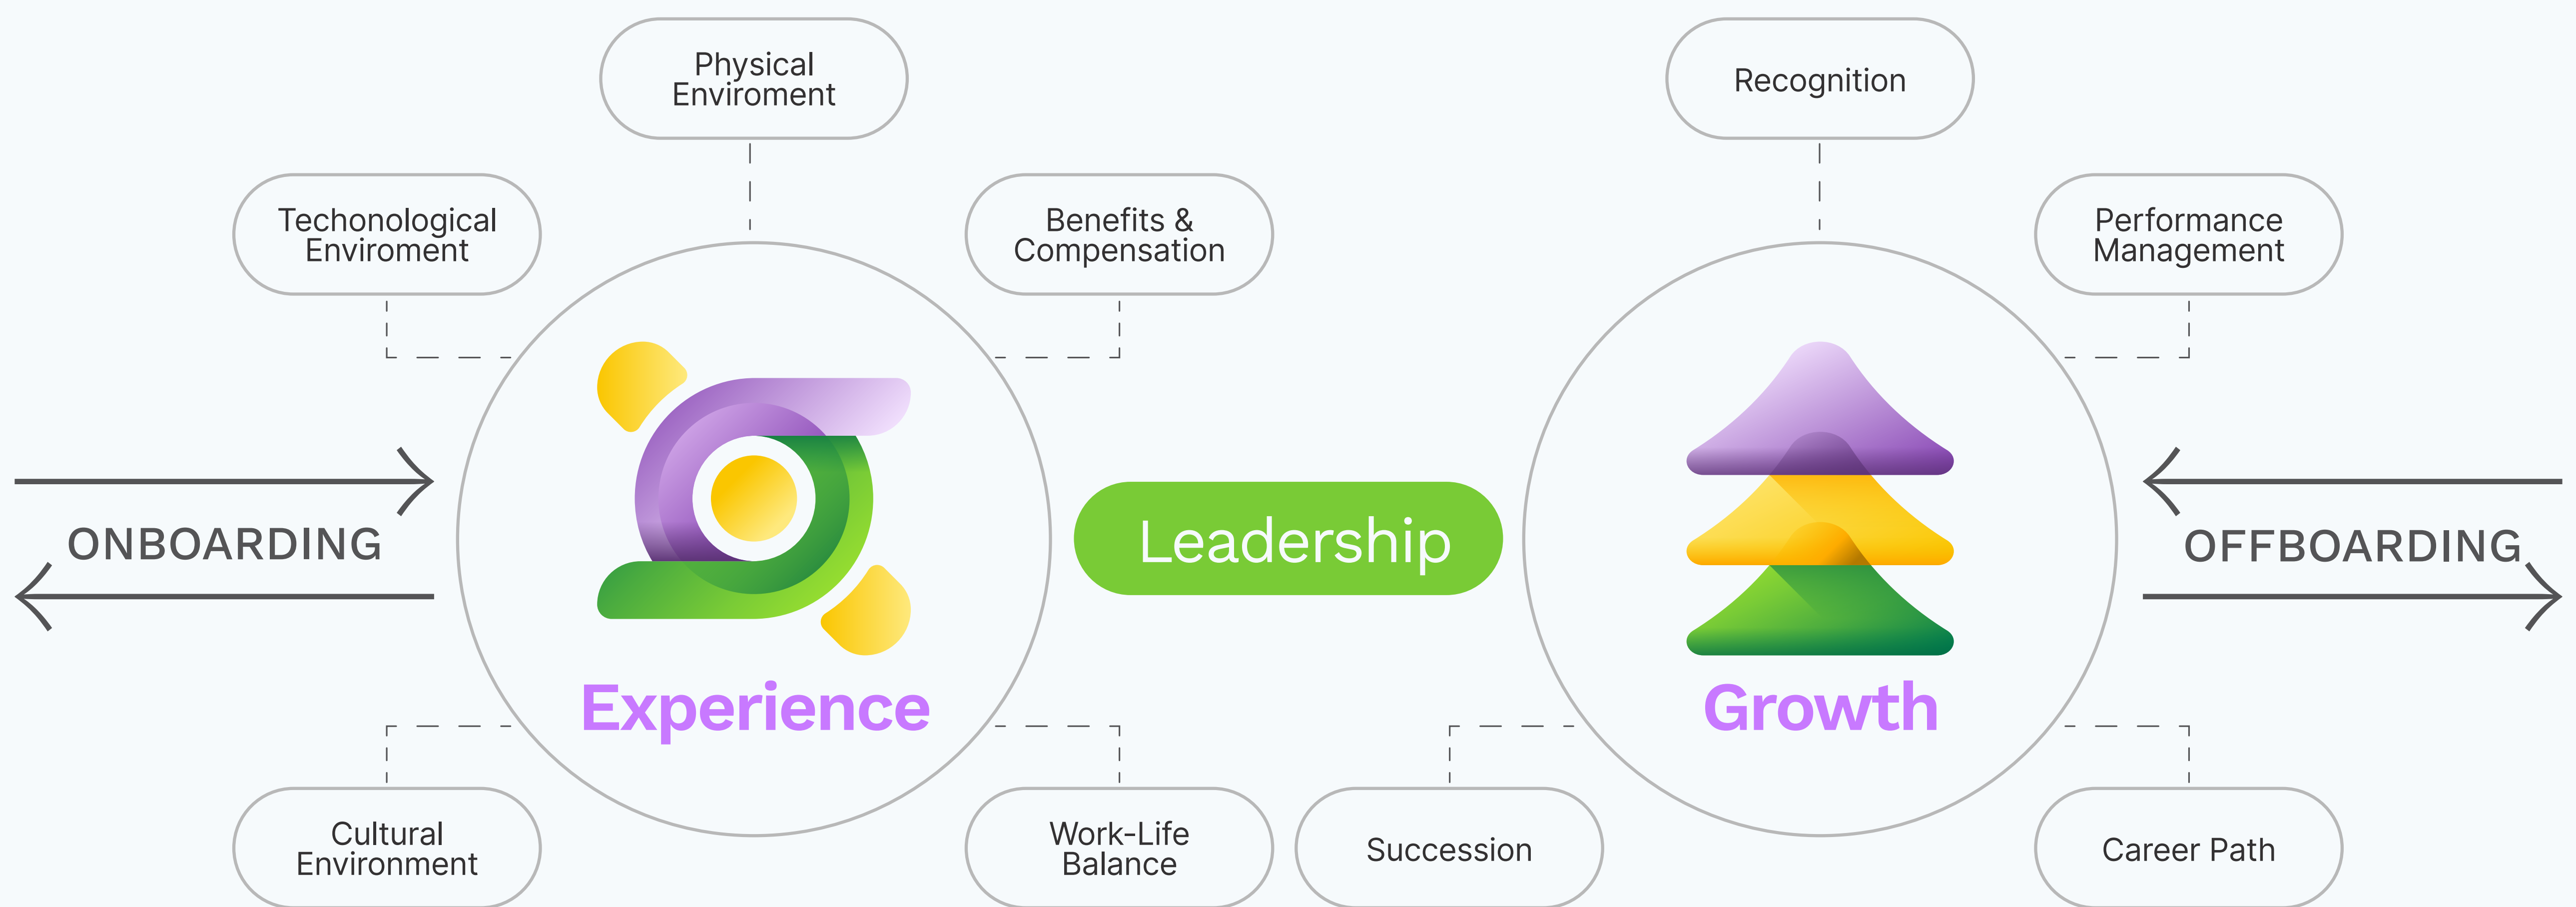 Physical
Enviroment
Recognition
Techonological
Enviroment
Benefits &
Compensation
Performance
Management
ONBOARDING
Leadership
OFFBOARDING
Experience
Growth
Cultural
Environment
Work-Life
Balance
Succession
Career Path